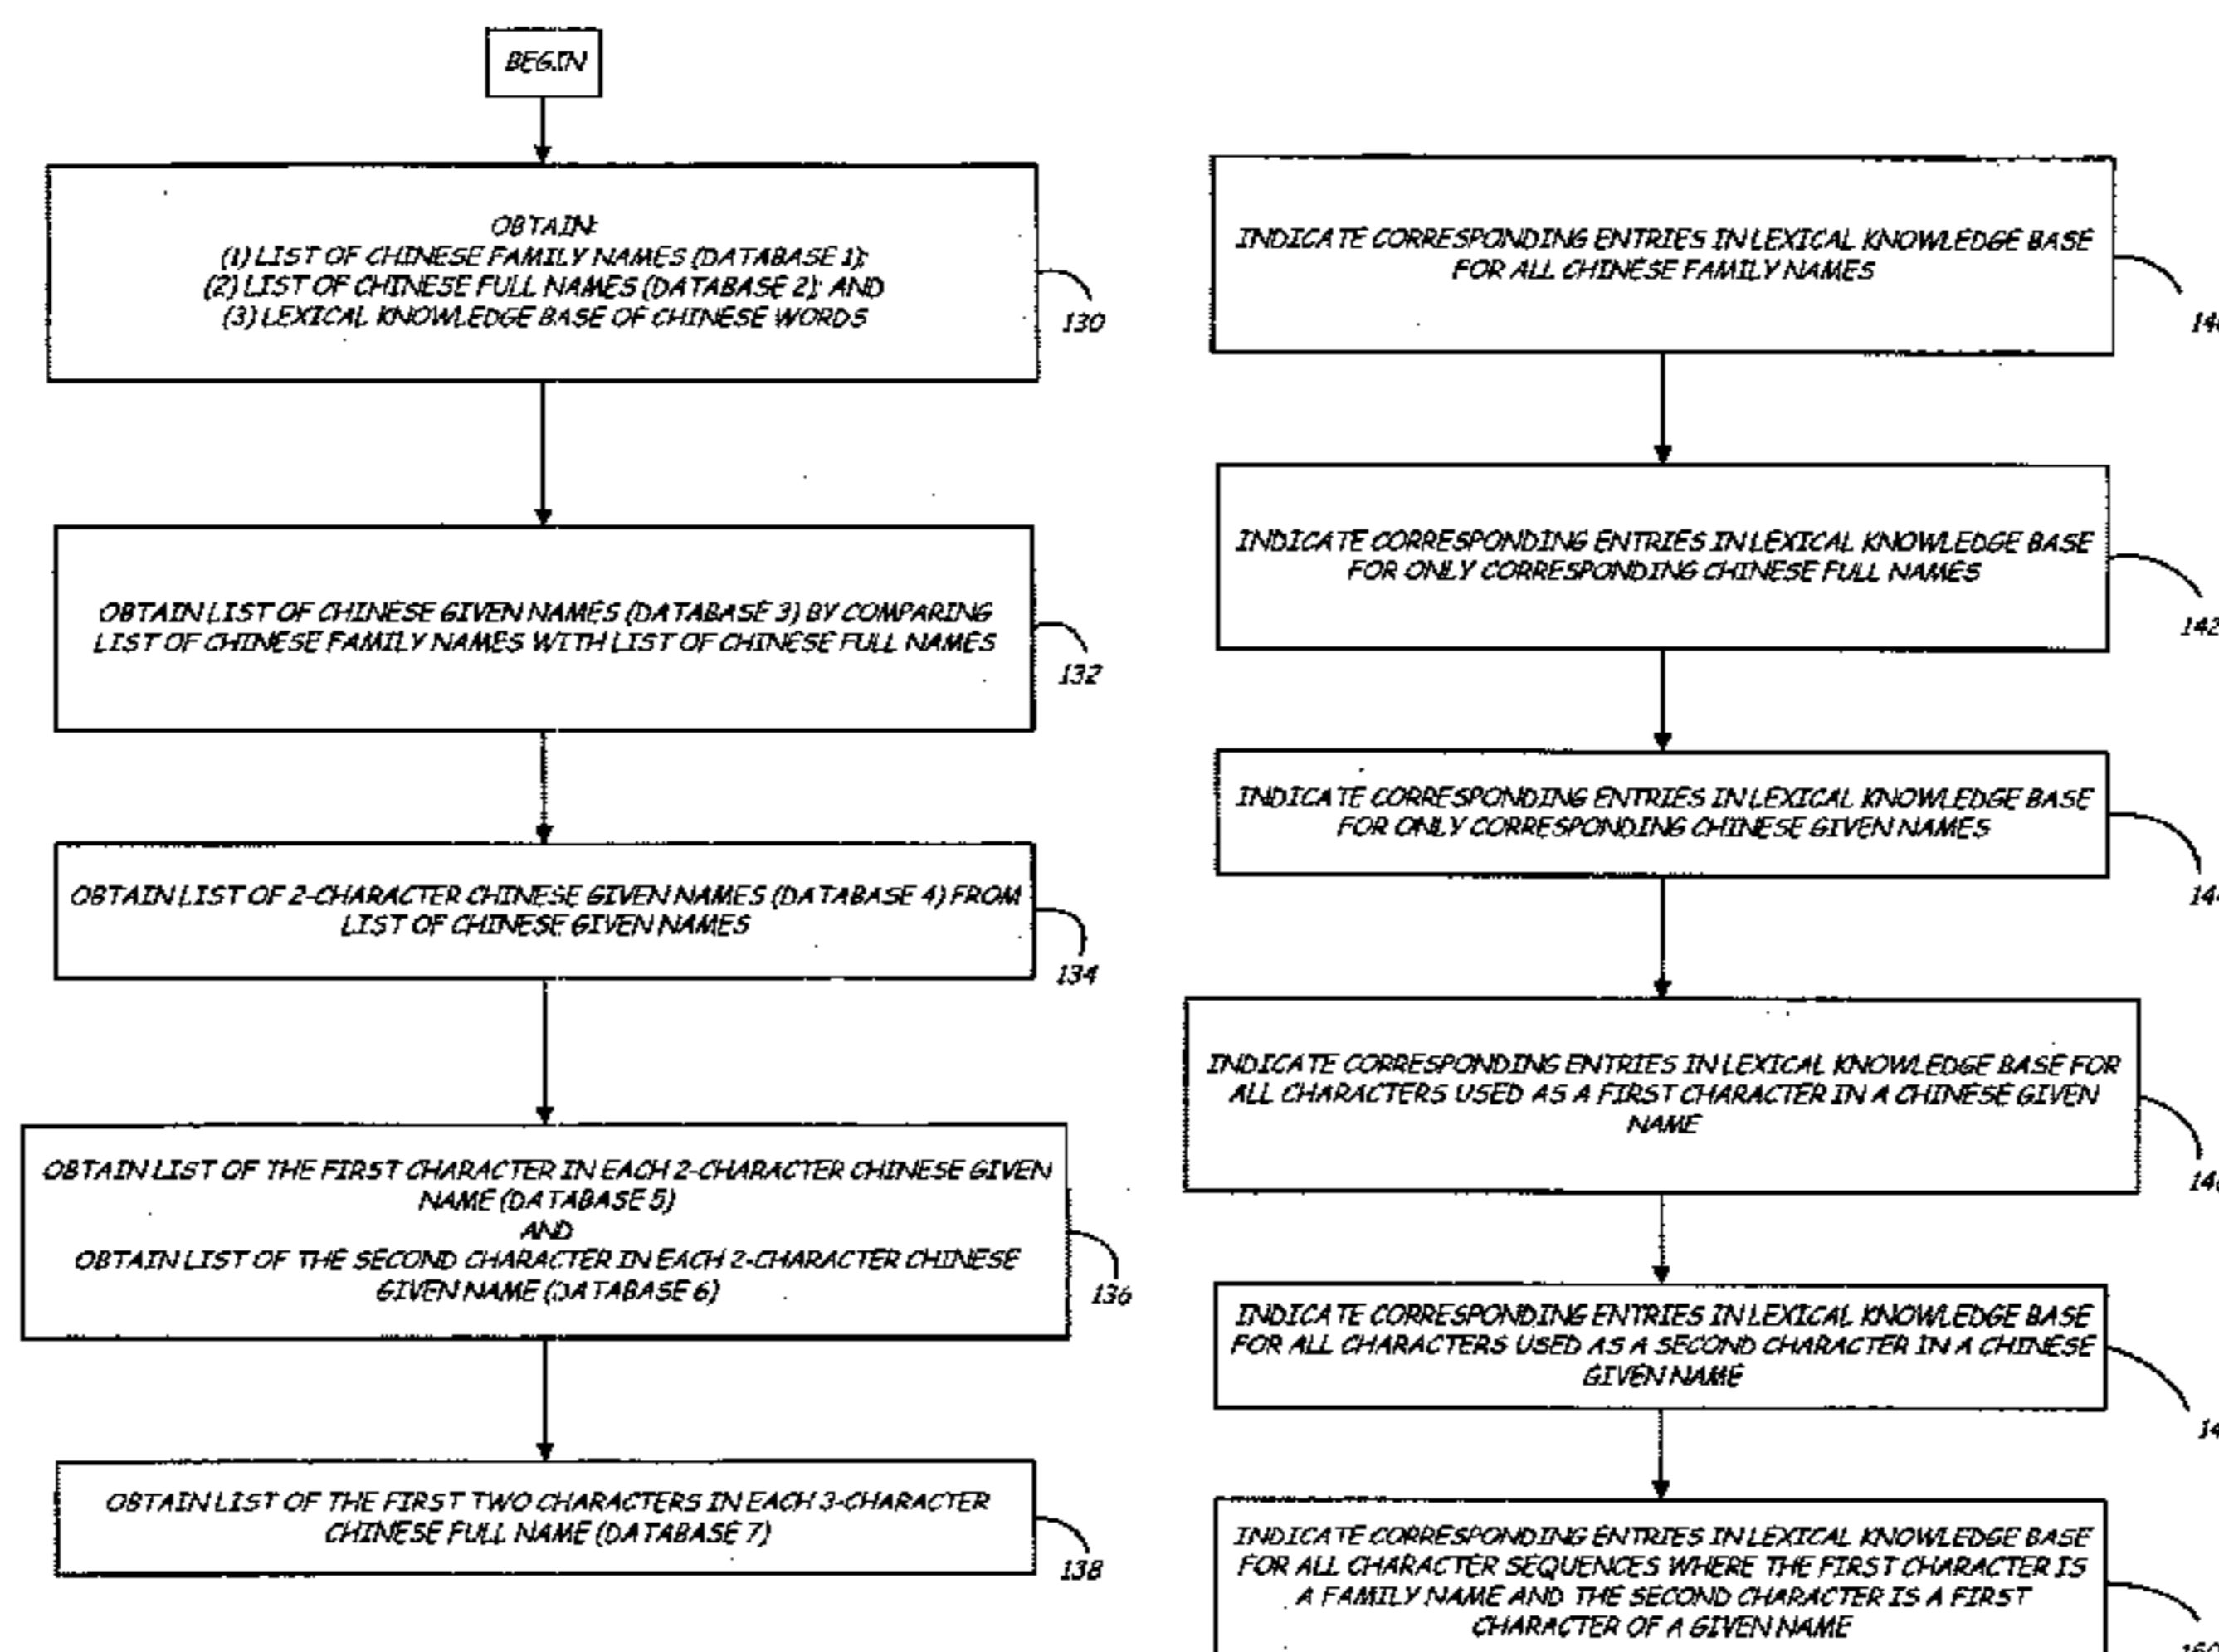 BEGIN
OBTAIN:
(1) LIST OF CHINESE FAMILY NAMES (DATABASE 1);
(2) LIST OF CHINESE FULL NAMES (DATABASE 2); AND
(3) LEXICAL KNOWLEDGE BASE OF CHINESE WORDS
130
OBTAIN LIST OF CHINESE GIVEN NAMES (DATABASE 3) BY COMPARING
LIST OF CHINESE FAMILY NAMES WITH LIST OF CHINESE FULL NAMES
132
OBTAIN LIST OF 2-CHARACTER CHINESE GIVEN NAMES (DATABASE 4) FROM
LIST OF CHINESE GIVEN NAMES
134
OBTAIN LIST OF THE FIRST CHARACTER IN EACH 2-CHARACTER CHINESE GIVEN
NAME (DATABASE 5)
AND
OBTAIN LIST OF THE SECOND CHARACTER IN EACH 2-CHARACTER CHINESE
GIVEN NAME (DATABASE 6)
136
OBTAIN LIST OF THE FIRST TWO CHARACTERS IN EACH 3-CHARACTER
CHINESE FULL NAME (DATABASE 7)
138
INDICATE CORRESPONDING ENTRIES IN LEXICAL KNOWLEDGE BASE
FOR ALL CHINESE FAMILY NAMES
INDICATE CORRESPONDING ENTRIES IN LEXICAL KNOWLEDGE BASE
FOR ONLY CORRESPONDING CHINESE FULL NAMES
142
INDICATE CORRESPONDING ENTRIES IN LEXICAL KNOWLEDGE BASE
FOR ONLY CORRESPONDING CHINESE GIVEN NAMES
144
INDICATE CORRESPONDING ENTRIES IN LEXICAL KNOWLEDGE BASE FOR
ALL CHARACTERS USED AS A FIRST CHARACTER IN A CHINESE GIVEN
NAME
INDICATE CORRESPONDING ENTRIES IN LEXICAL KNOWLEDGE BASE
FOR ALL CHARACTERS USED AS A SECOND CHARACTER IN A CHINESE
GIVEN NAME
INDICATE CORRESPONDING ENTRIES IN LEXICAL KNOWLEDGE BASE
FOR ALL CHARACTER SEQUENCES WHERE THE FIRST CHARACTER IS
A FAMILY NAME AND THE SECOND CHARACTER IS A FIRST
CHARACTER OF A GIVEN NAME